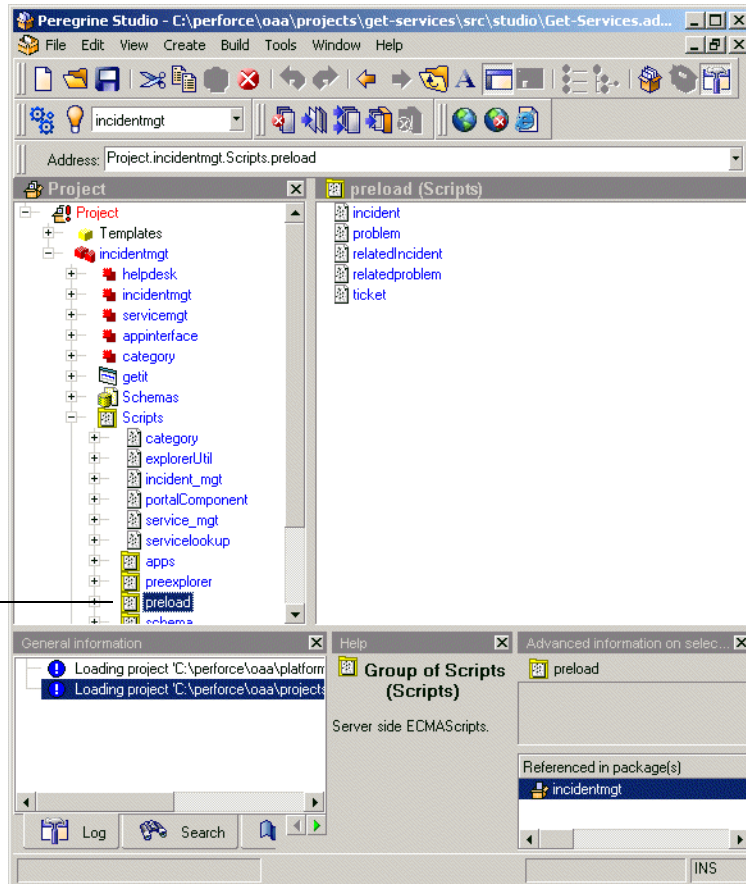 Peregrine Studio - C:\perforce\oaa\projects\get-services\src\studio\Get-Services.ad...
File Edit View Create Build Tools Window Help
incidentmgt
Address: Project.incidentmgt.Scripts.preload
Project
preload (Scripts)
Project
Templates
incidentmgt
helpdesk
incidentmgt
servicemgt
appinterface
category
getit
Schemas
Scripts
category
explorerUtil
incident_mgt
portalComponent
service_mgt
servicelookup
apps
preexplorer
preload
schema
incident
problem
relatedIncident
relatedproblem
ticket
General information
Loading project 'C:\perforce\oaa\platform
Loading project 'C:\perforce\oaa\projects
Log
Search
Help
Group of Scripts
(Scripts)
Server side ECMAScripts.
Advanced information on selec...
preload
Referenced in package(s)
incidentmgt
INS